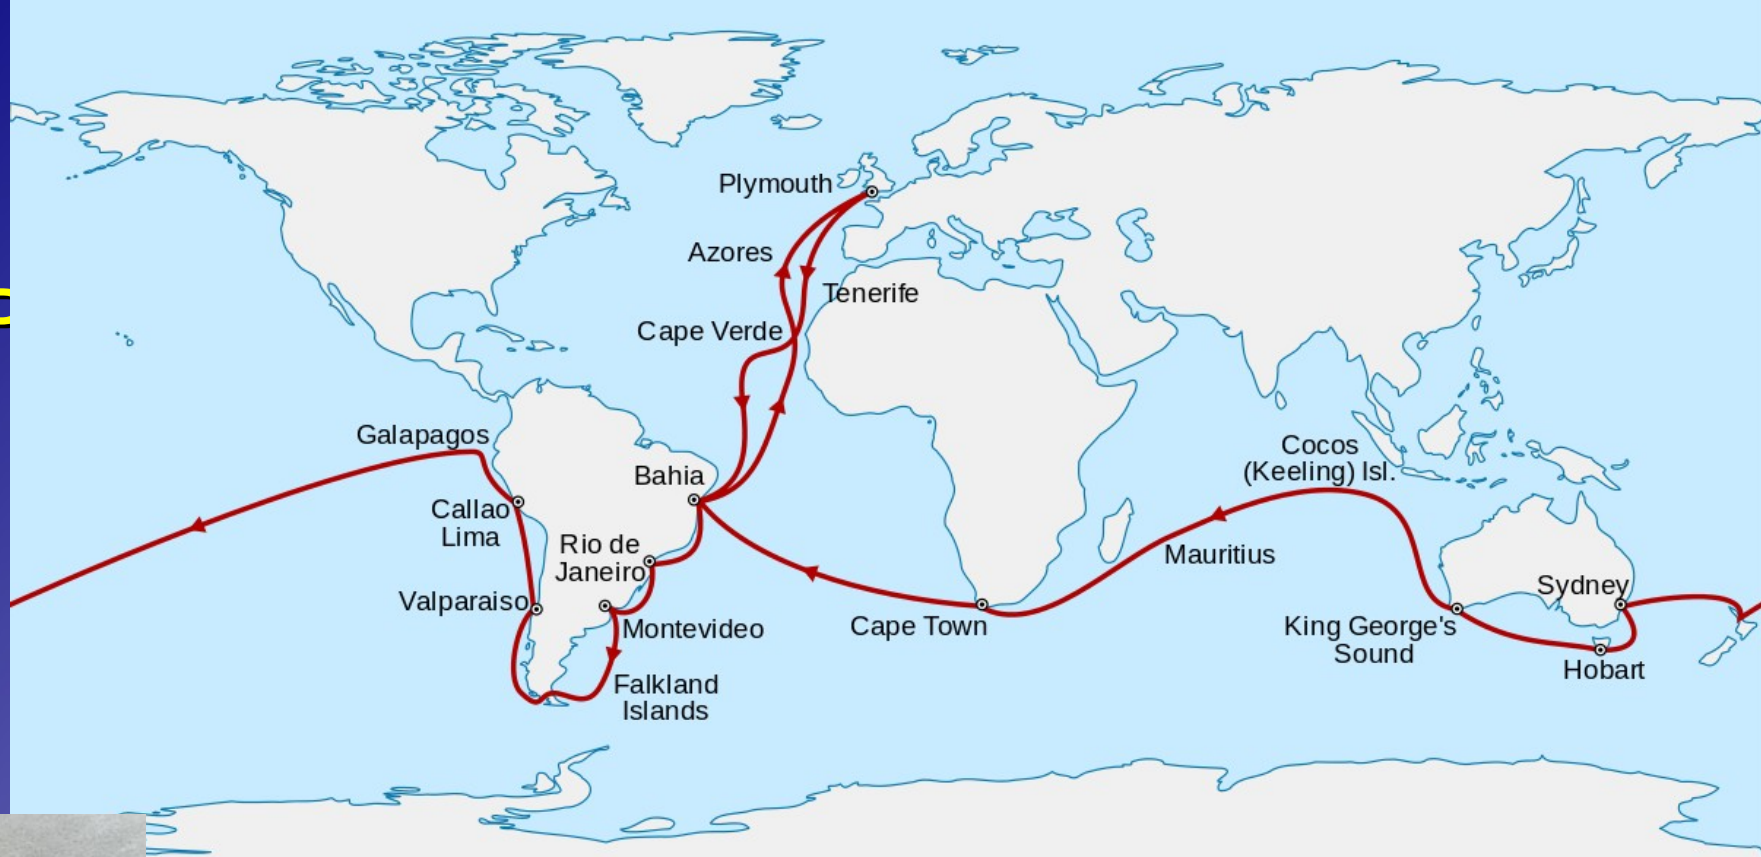 Plymouth
Azores
Tenerife
Cape Verde
Galapagos
Bahia
Cocos
(Keeling) Isl.
Callao
Lima
Rio de
Janeiro
Mauritius
Valparaiso
Sydney
Montevideo
Cape Town
King George's
Sound
Hobart
Falkland
Islands